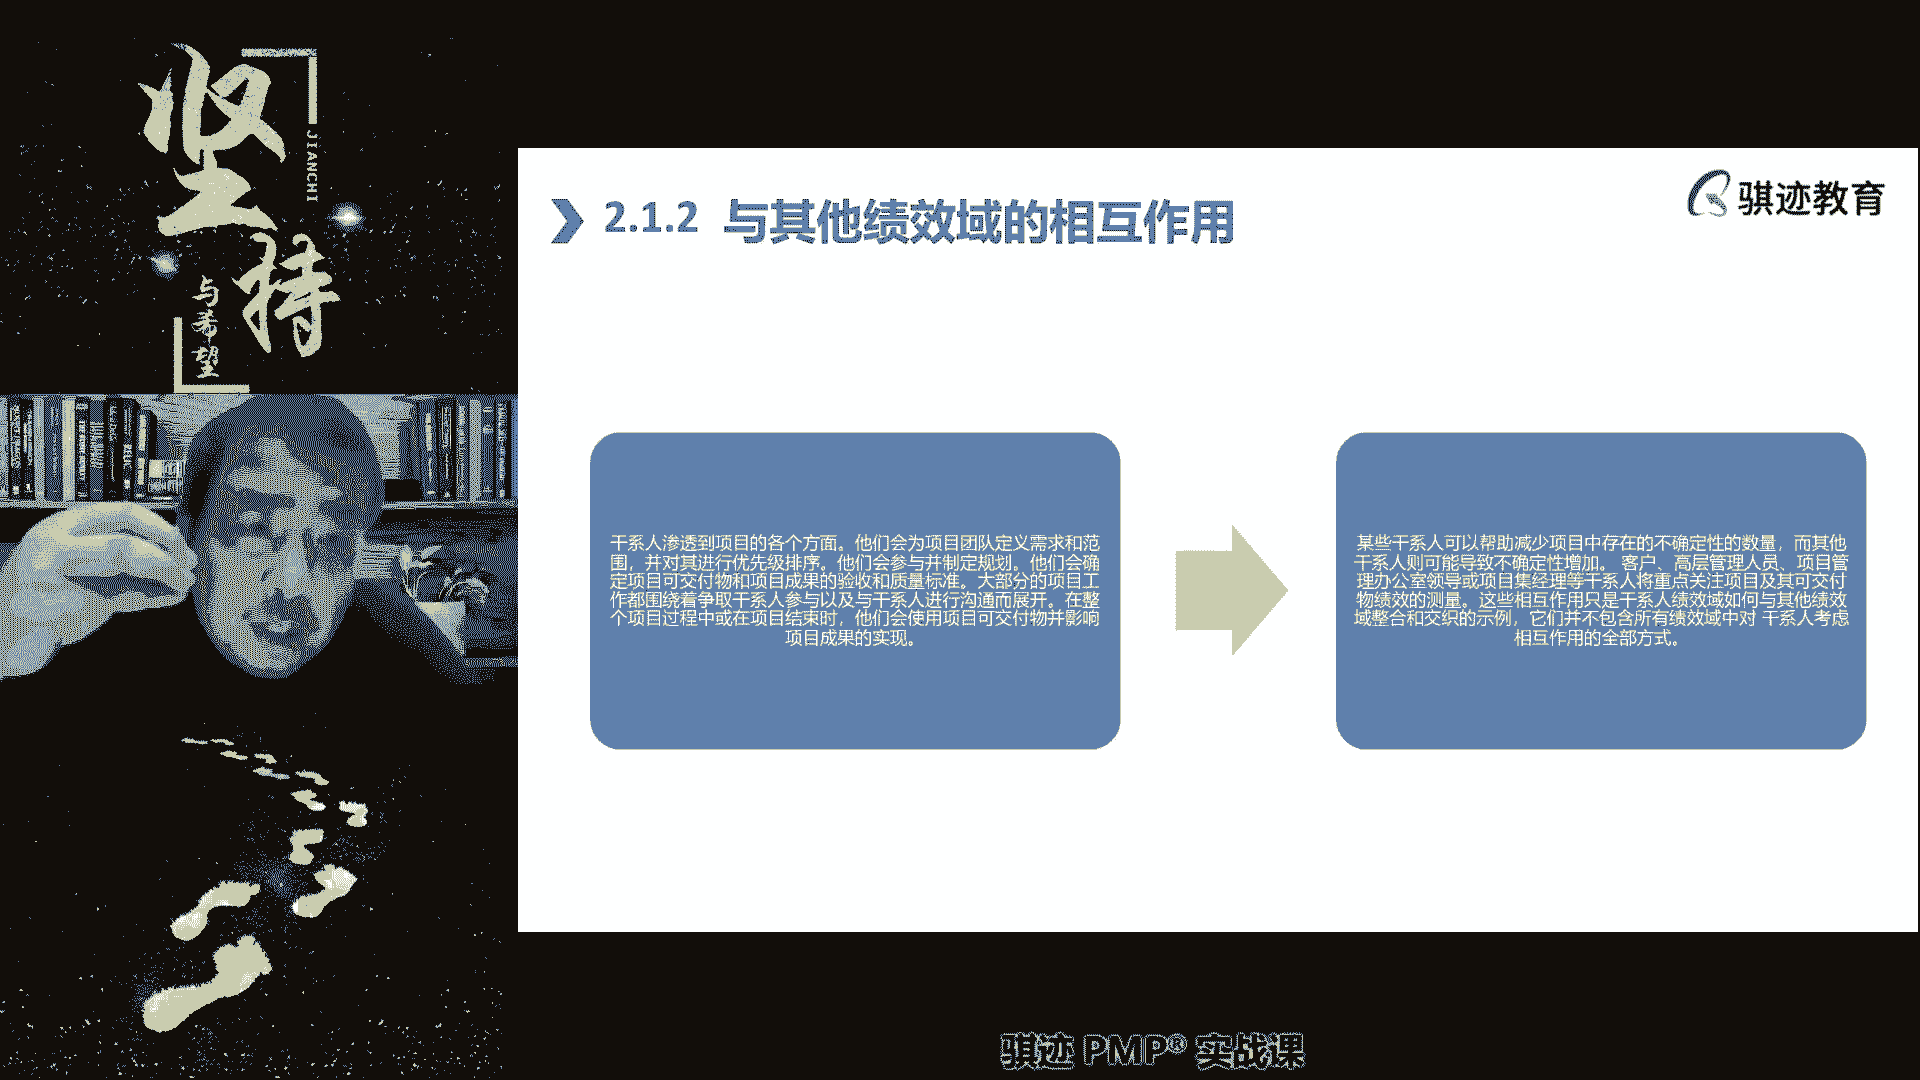 坚持
JIANCHI
与希望
2.1.2 与其他绩效域的相互作用
骐迹教育
干系人渗透到项目的各个方面。他们会为项目团队定义需求和范
围，并对其进行优先级排序。他们会参与并制定规划。他们会确
定项目可交付物和项目成果的验收和质量标准。大部分的项目工
作都围绕着争取干系人参与以及与干系人进行沟通而展开。在整
个项目过程中或在项目结束时，他们会使用项目可交付物并影响
项目成果的实现。
某些干系人可以帮助减少项目中存在的不确定性的数量，而其他
干系人则可能导致不确定性增加。 客户、高层管理人员、项目管
理办公室领导或项目集经理等干系人将重点关注项目及其可交付
物绩效的测量。这些相互作用只是干系人绩效域如何与其他绩效
域整合和交织的示例，它们并不包含所有绩效域中对 干系人考虑
相互作用的全部方式。
骐迹 PMP® 实战课